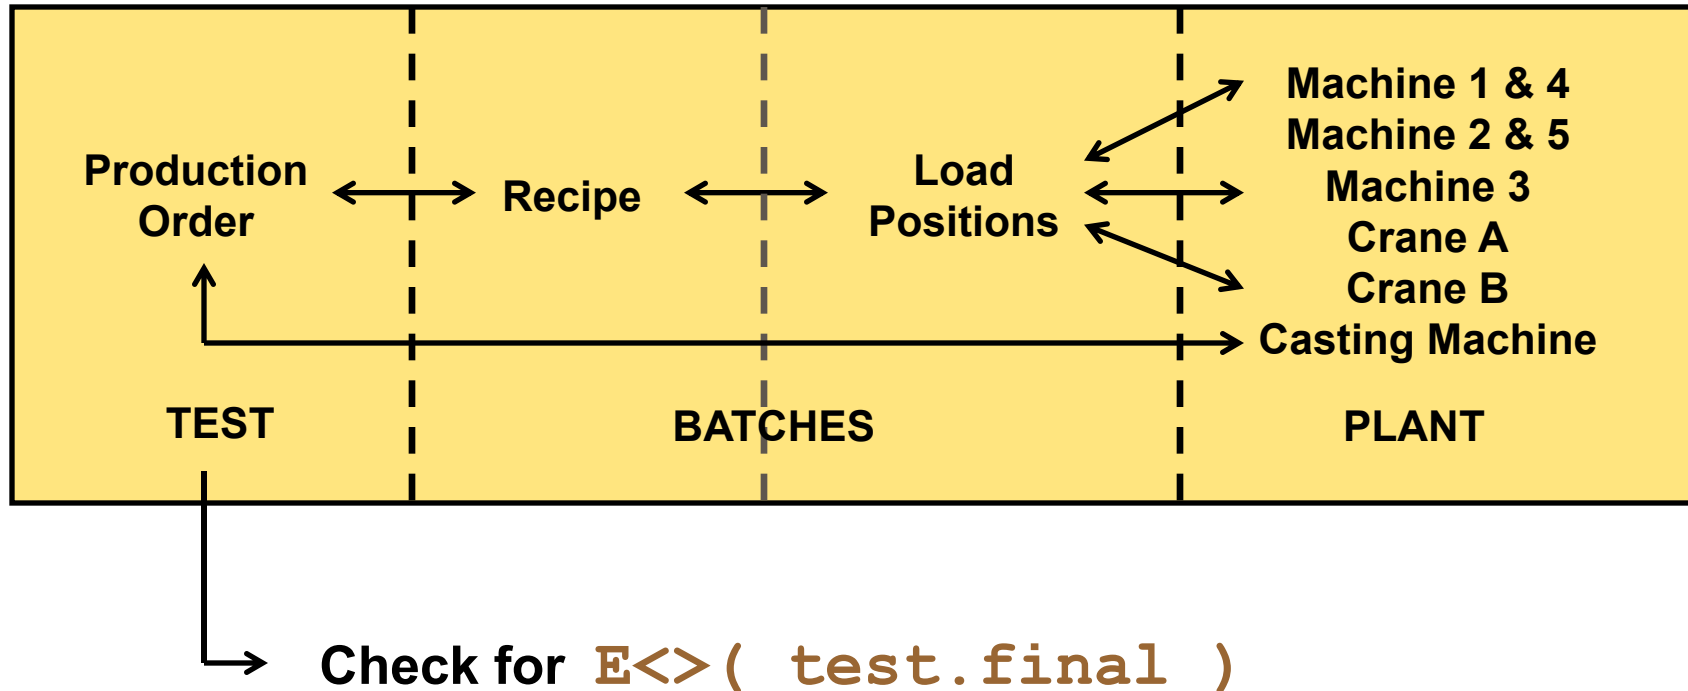 Production
Order
Recipe
Load
Positions
Machine 1 & 4
Machine 2 & 5
Machine 3
Crane A
Crane B
Casting Machine
TEST
BATCHES
PLANT
Check for E<>( test.final )